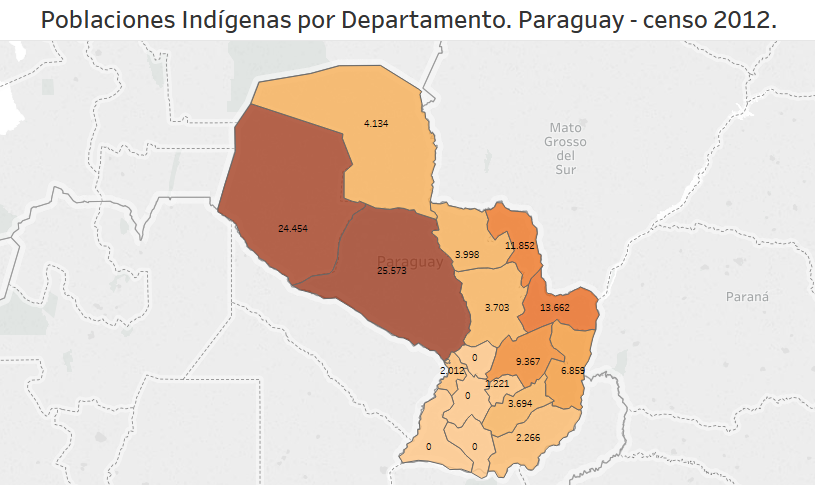 Poblaciones Indígenas por Departamento. Paraguay - censo 2012.
4.134
Mato
Grosso
del
Sur
24.454
11.852
3.998
Paraguay
25.573
Paraná
3.703
13.662
0
9.367
2.012
6.859
1.221
0
3.694
2.266
0
0